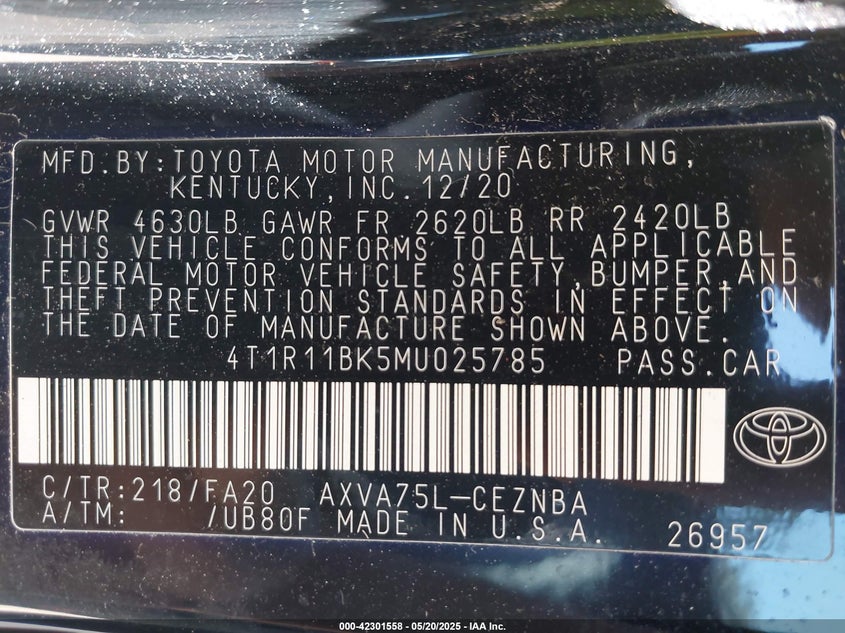 MFD.BY:TOYOTA MOTOR MANUFACTURING,
KENTUCKY,INC.12/20
GVWR 4630LB GAWR FR 2620LB RR 2420LB
THIS VEHICLE CONFORMS TO ALL APPLICABLE
FEDERAL MOTOR VEHICLE SAFETY,BUMPER,AND
THEFT PREVENTION STANDARDS IN EFFECT ON
THE DATE OF MANUFACTURE SHOWN ABOVE.
4T1R11BK5MU025785 PASS.CAR
C/TR:218/FA20 AXVA75L-CEZNBA
A/TM: /UB80F MADE IN U.S.A. 26957
000-42301558 — 05/20/2025 — IAA Inc.